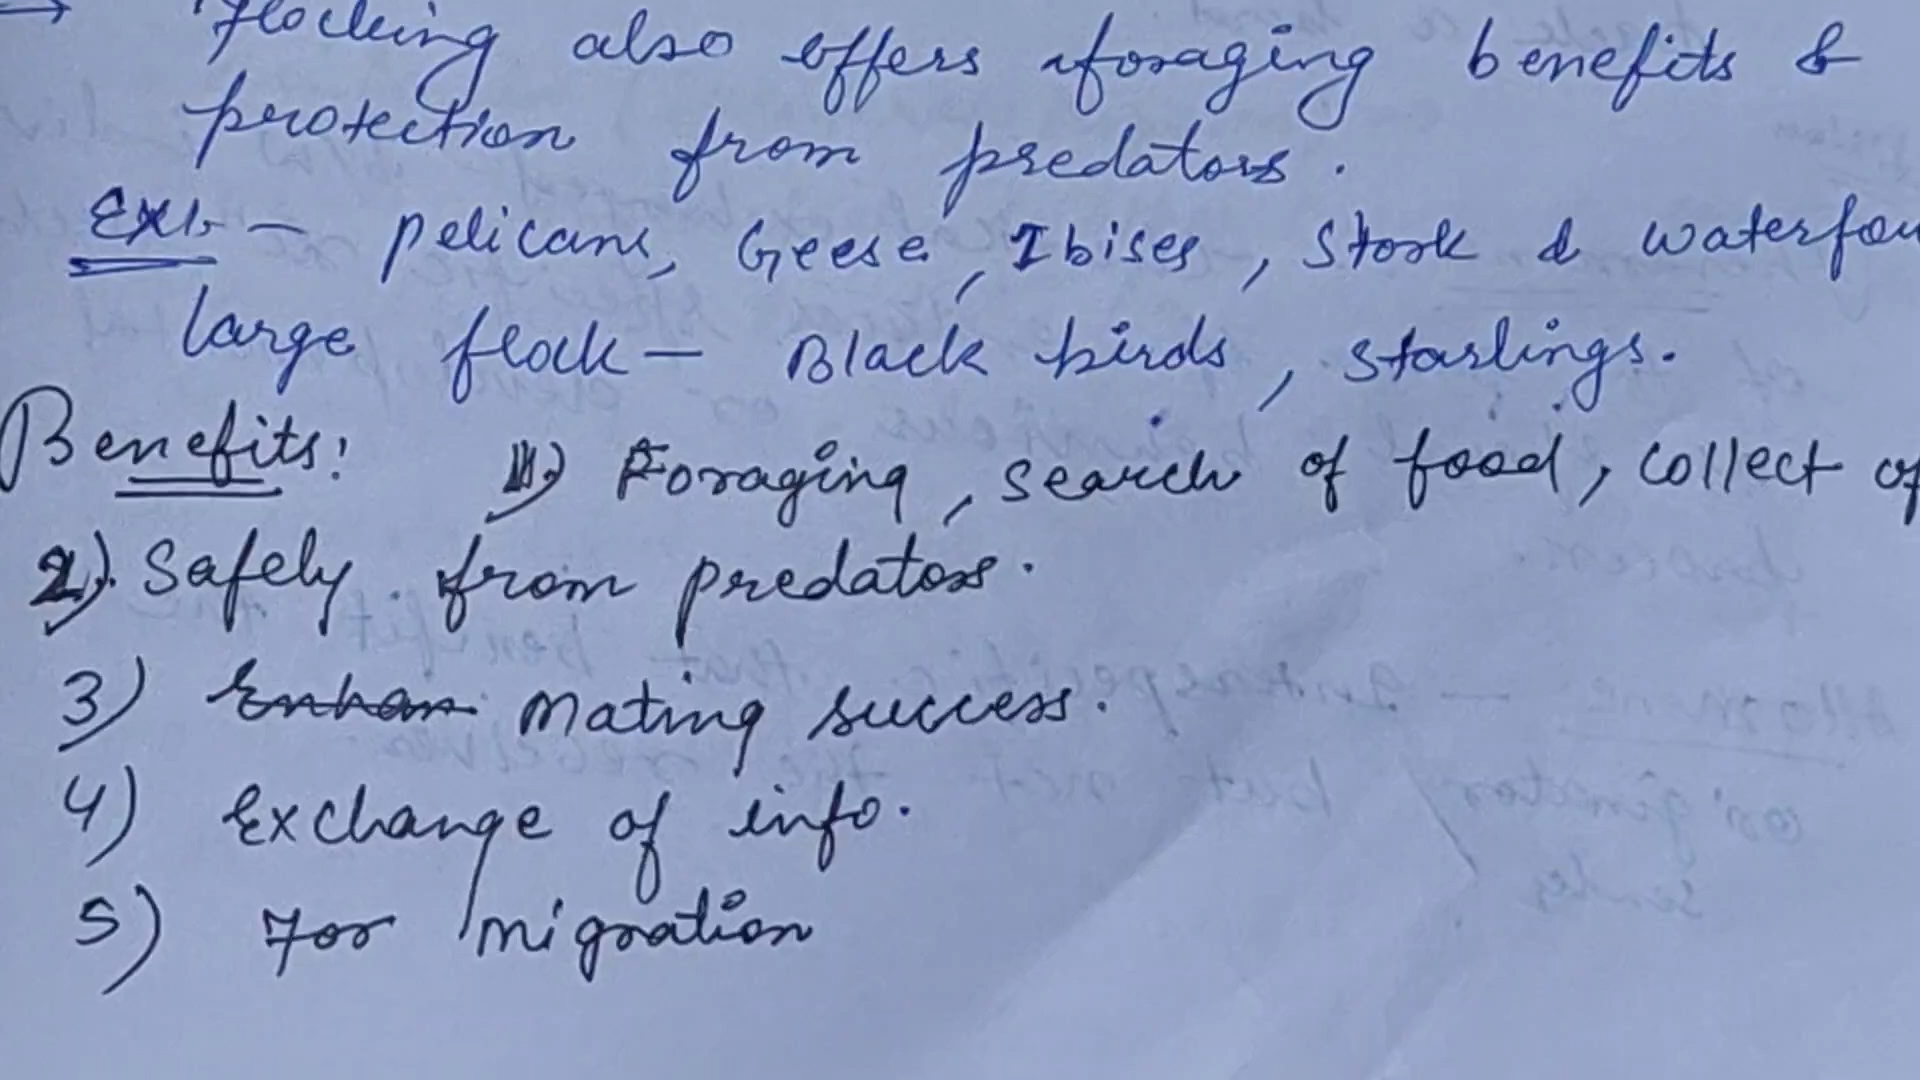 → Flocking also offers foraging benefits &
protection from predators.
Ex:- – Pelicans, Geese, Ibises, Stork & waterfow
large flock – Black birds, starlings.
Benefits: 1) Foraging, search of food, collect of
2). Safely from predators.
3) Enhan Mating success.
4) Exchange of info.
5) For migration